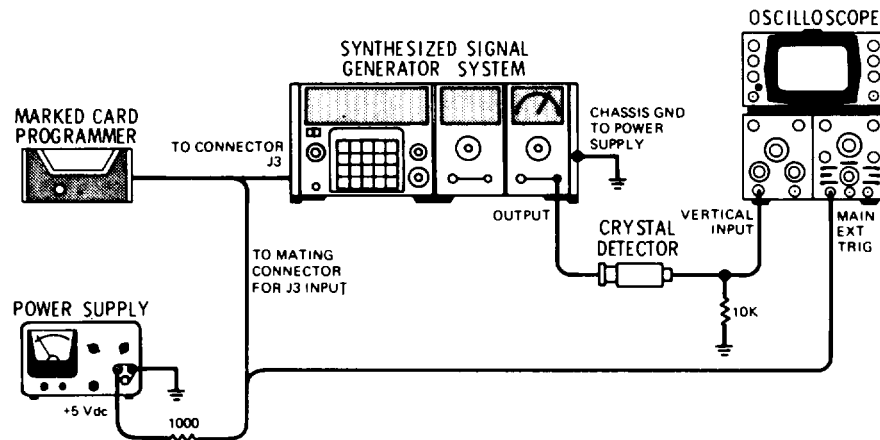 OSCILLOSCOPE
SYNTHESIZED SIGNAL
GENERATOR SYSTEM
MARKED CARD
PROGRAMMER
TO CONNECTOR
J3
CHASSIS GND
TO POWER
SUPPLY
OUTPUT
CRYSTAL
DETECTOR
VERTICAL
INPUT
MAIN
EXT
TRIG
TO MATING
CONNECTOR
FOR J3 INPUT
10K
POWER SUPPLY
+5 Vdc
1000